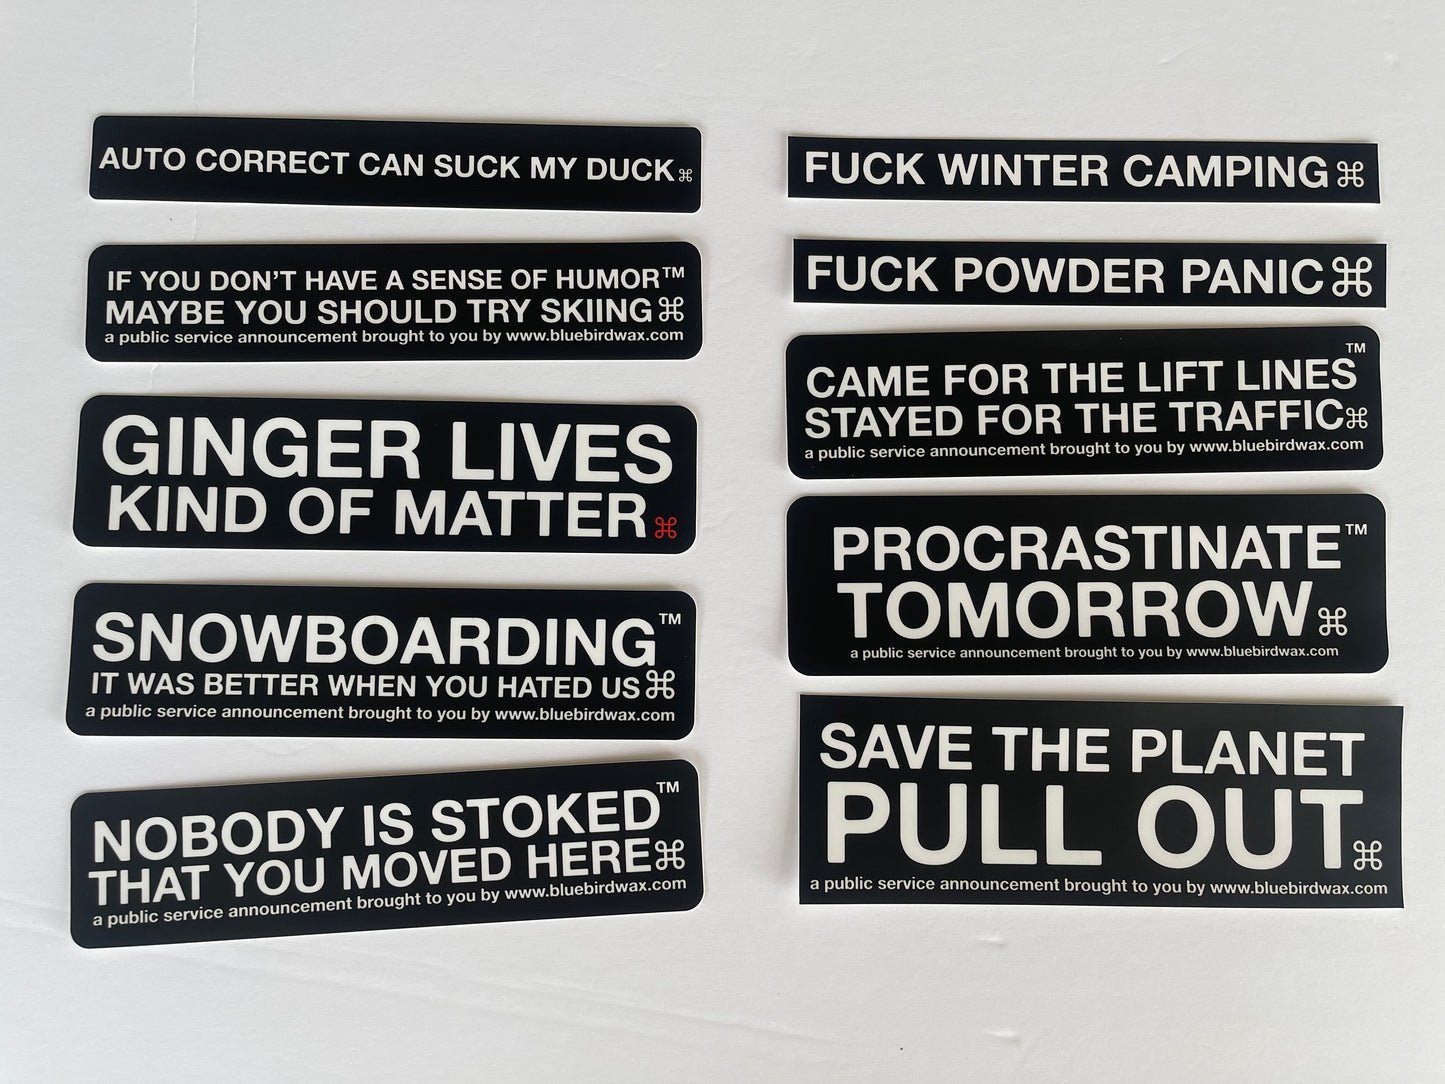 AUTO CORRECT CAN SUCK MY DUCK⌘
IF YOU DON'T HAVE A SENSE OF HUMOR™
MAYBE YOU SHOULD TRY SKIING⌘
a public service announcement brought to you by www.bluebirdwax.com
GINGER LIVES
KIND OF MATTER⌘
SNOWBOARDING™
IT WAS BETTER WHEN YOU HATED US⌘
a public service announcement brought to you by www.bluebirdwax.com
NOBODY IS STOKED™
THAT YOU MOVED HERE⌘
a public service announcement brought to you by www.bluebirdwax.com
FUCK WINTER CAMPING⌘
FUCK POWDER PANIC⌘
CAME FOR THE LIFT LINES™
STAYED FOR THE TRAFFIC⌘
a public service announcement brought to you by www.bluebirdwax.com
PROCRASTINATE™
TOMORROW⌘
a public service announcement brought to you by www.bluebirdwax.com
SAVE THE PLANET
PULL OUT⌘
a public service announcement brought to you by www.bluebirdwax.com